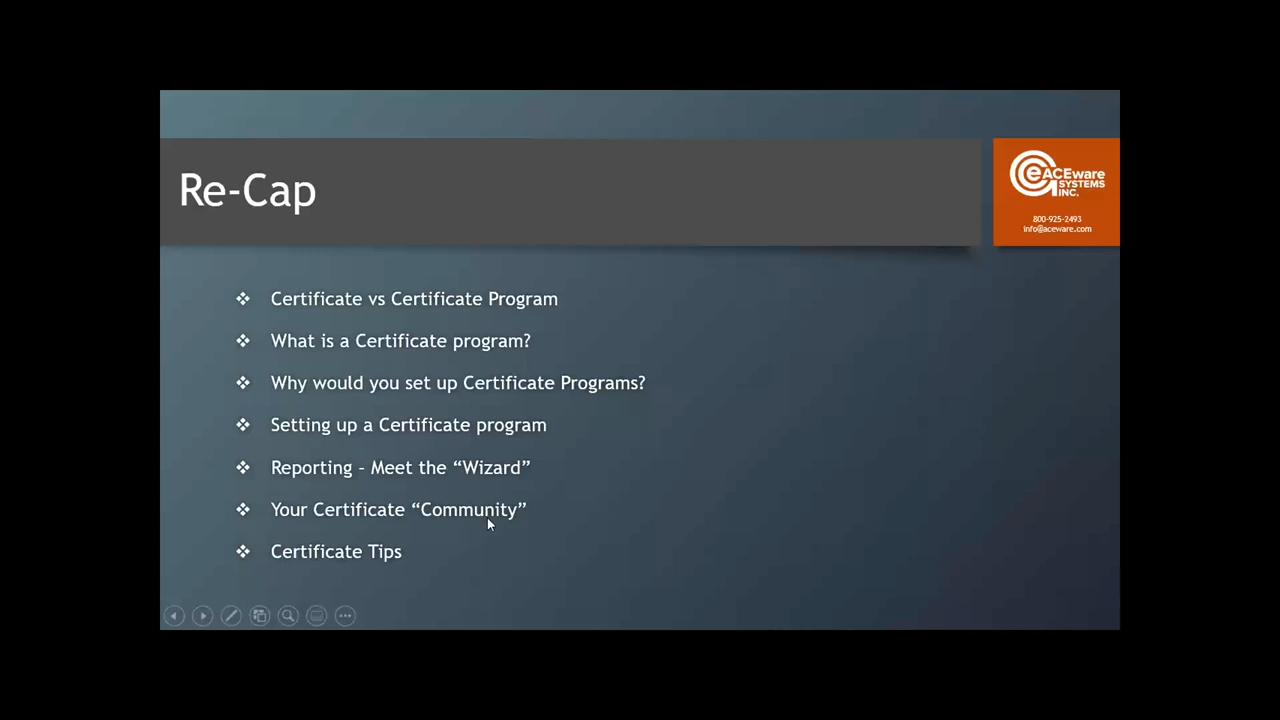 Re-Cap
eACEware
SYSTEMS
INC.
800-925-2493
info@aceware.com
Certificate vs Certificate Program
What is a Certificate program?
Why would you set up Certificate Programs?
Setting up a Certificate program
Reporting – Meet the “Wizard”
Your Certificate “Community”
Certificate Tips